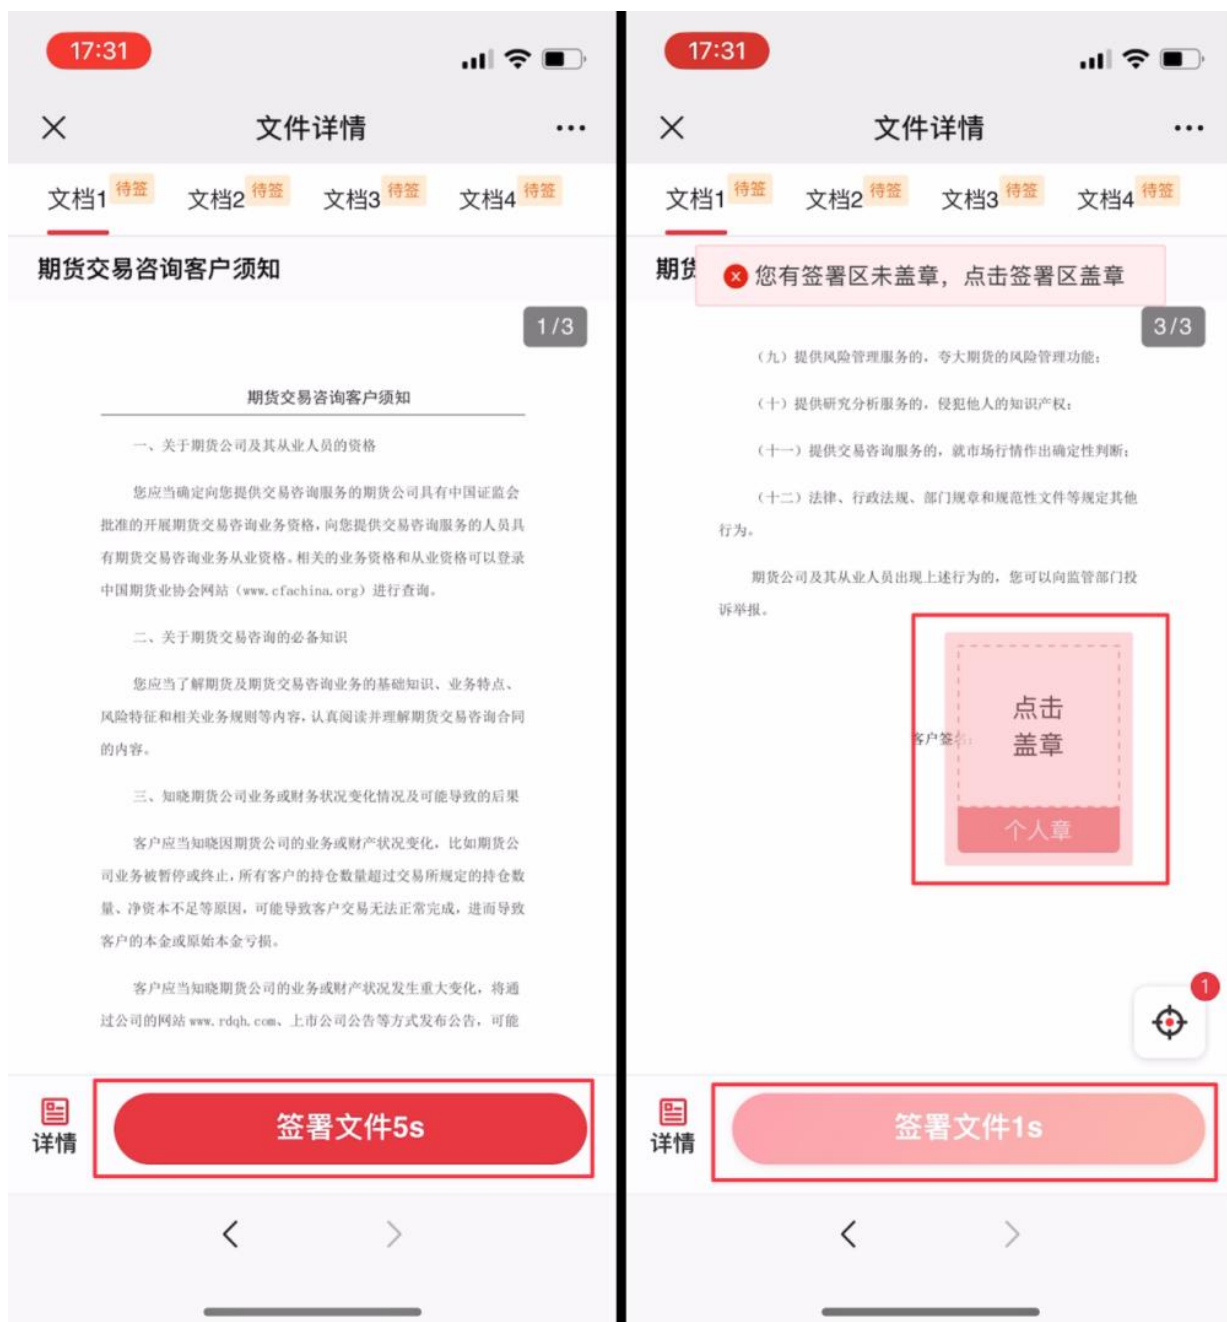 17:31
文件详情
文档1 待签 文档2 待签 文档3 待签 文档4 待签
期货交易咨询客户须知
1/3
期货交易咨询客户须知
一、关于期货公司及其从业人员的资格
您应当确定向您提供交易咨询服务的期货公司具有中国证监会
批准的开展期货交易咨询业务资格，向您提供交易咨询服务的人员具
有期货交易咨询业务从业资格。相关的业务资格和从业资格可以登录
中国期货业协会网站（www.cfachina.org）进行查询。
二、关于期货交易咨询的必备知识
您应当了解期货及期货交易咨询业务的基础知识、业务特点、
风险特征和相关业务规则等内容，认真阅读并理解期货交易咨询合同
的内容。
三、知晓期货公司业务或财务状况变化情况及可能导致的后果
客户应当知晓因期货公司的业务或财产状况变化，比如期货公
司业务被暂停或终止，所有客户的持仓数量超过交易所规定的持仓数
量、净资本不足等原因，可能导致客户交易无法正常完成，进而导致
客户的本金或原始本金亏损。
客户应当知晓期货公司的业务或财产状况发生重大变化，将通
过公司的网站 www.rdqh.com、上市公司公告等方式发布公告，可能
详情
签署文件5s
17:31
文件详情
文档1 待签 文档2 待签 文档3 待签 文档4 待签
期货
您有签署区未盖章，点击签署区盖章
3/3
（九）提供风险管理服务的，夸大期货的风险管理功能；
（十）提供研究分析服务的，侵犯他人的知识产权；
（十一）提供交易咨询服务的，就市场行情作出确定性判断；
（十二）法律、行政法规、部门规章和规范性文件等规定其他
行为。
期货公司及其从业人员出现上述行为的，您可以向监管部门投
诉举报。
客户签名：
点击
盖章
个人章
1
详情
签署文件1s